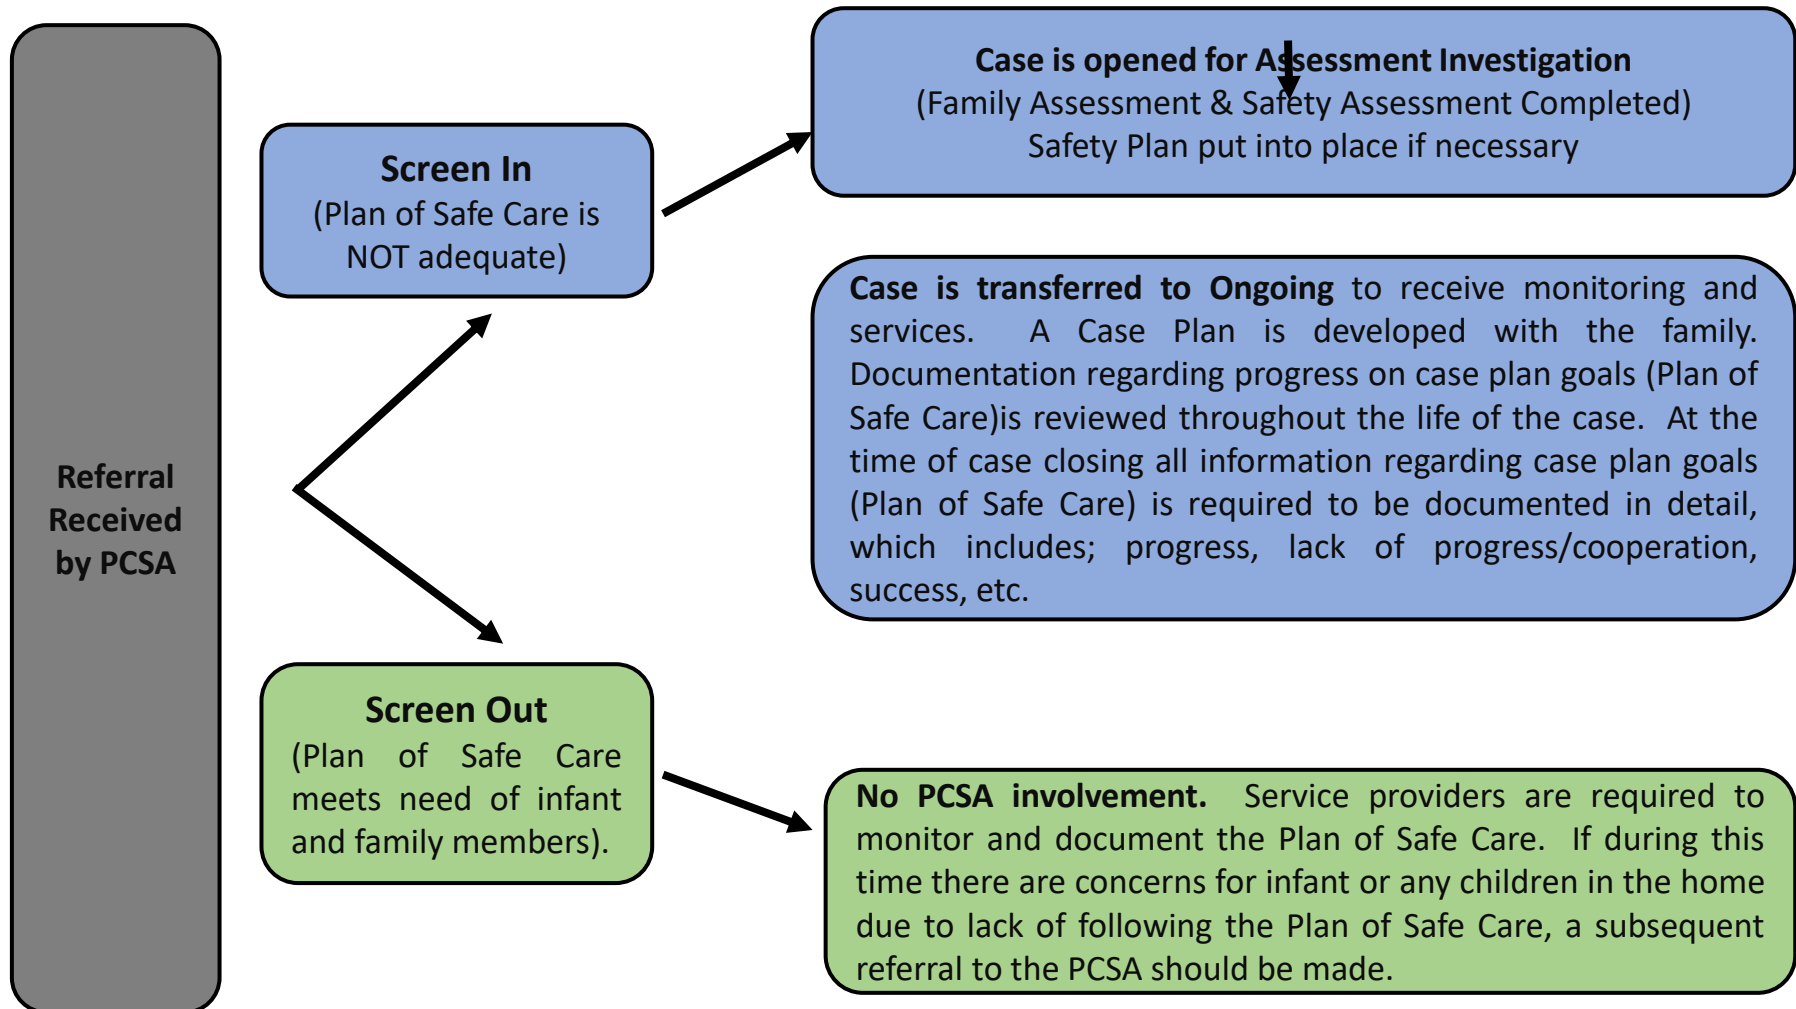 Referral
Received
by PCSA
Screen In
(Plan of Safe Care is
NOT adequate)
Case is opened for Assessment Investigation
(Family Assessment & Safety Assessment Completed)
Safety Plan put into place if necessary
Case is transferred to Ongoing to receive monitoring and
services. A Case Plan is developed with the family.
Documentation regarding progress on case plan goals (Plan of
Safe Care)is reviewed throughout the life of the case. At the
time of case closing all information regarding case plan goals
(Plan of Safe Care) is required to be documented in detail,
which includes; progress, lack of progress/cooperation,
success, etc.
Screen Out
(Plan of Safe Care
meets need of infant
and family members).
No PCSA involvement. Service providers are required to
monitor and document the Plan of Safe Care. If during this
time there are concerns for infant or any children in the home
due to lack of following the Plan of Safe Care, a subsequent
referral to the PCSA should be made.